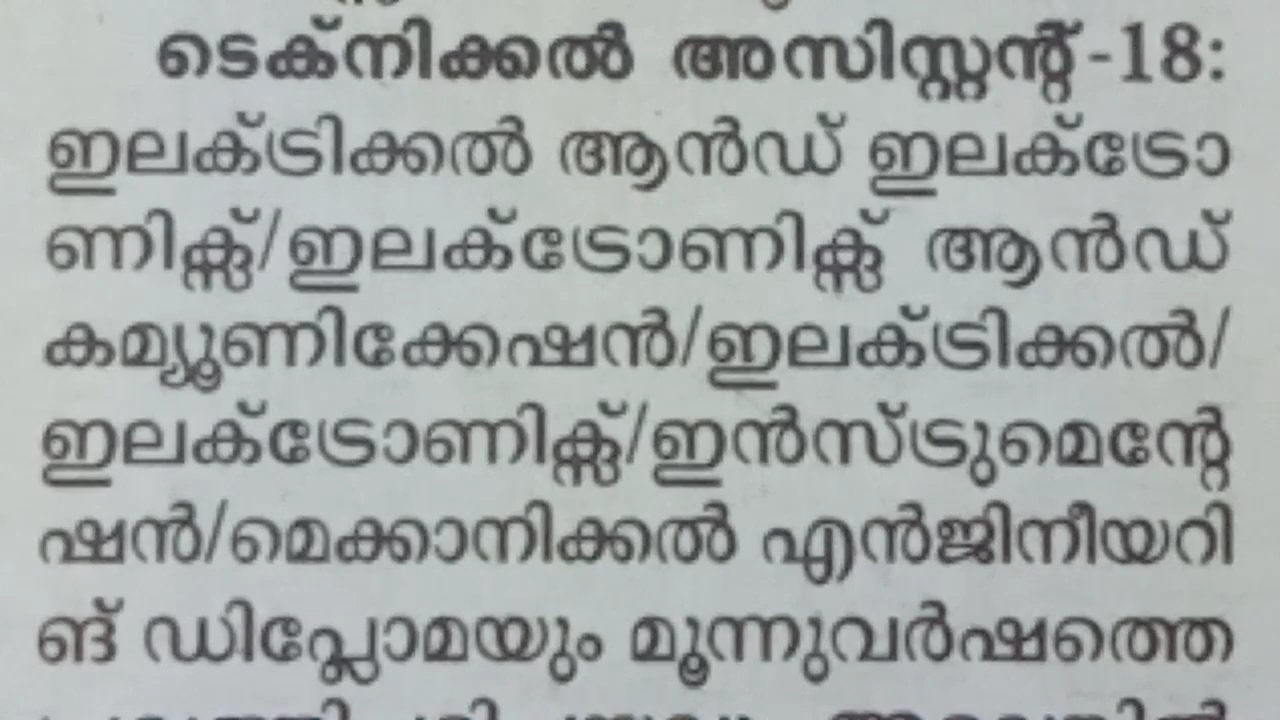 ടെക്‌നിക്കൽ അസിസ്റ്റന്റ്-18:
ഇലക്ട്രിക്കൽ ആൻഡ് ഇലക്ട്രോ
ണിക്സ്/ഇലക്ട്രോണിക്സ് ആൻഡ്
കമ്യൂണിക്കേഷൻ/ഇലക്ട്രിക്കൽ/
ഇലക്ട്രോണിക്സ്/ഇൻസ്ട്രുമെന്റേ
ഷൻ/മെക്കാനിക്കൽ എൻജിനീയറി
ങ് ഡിപ്ലോമയും മൂന്നുവർഷത്തെ